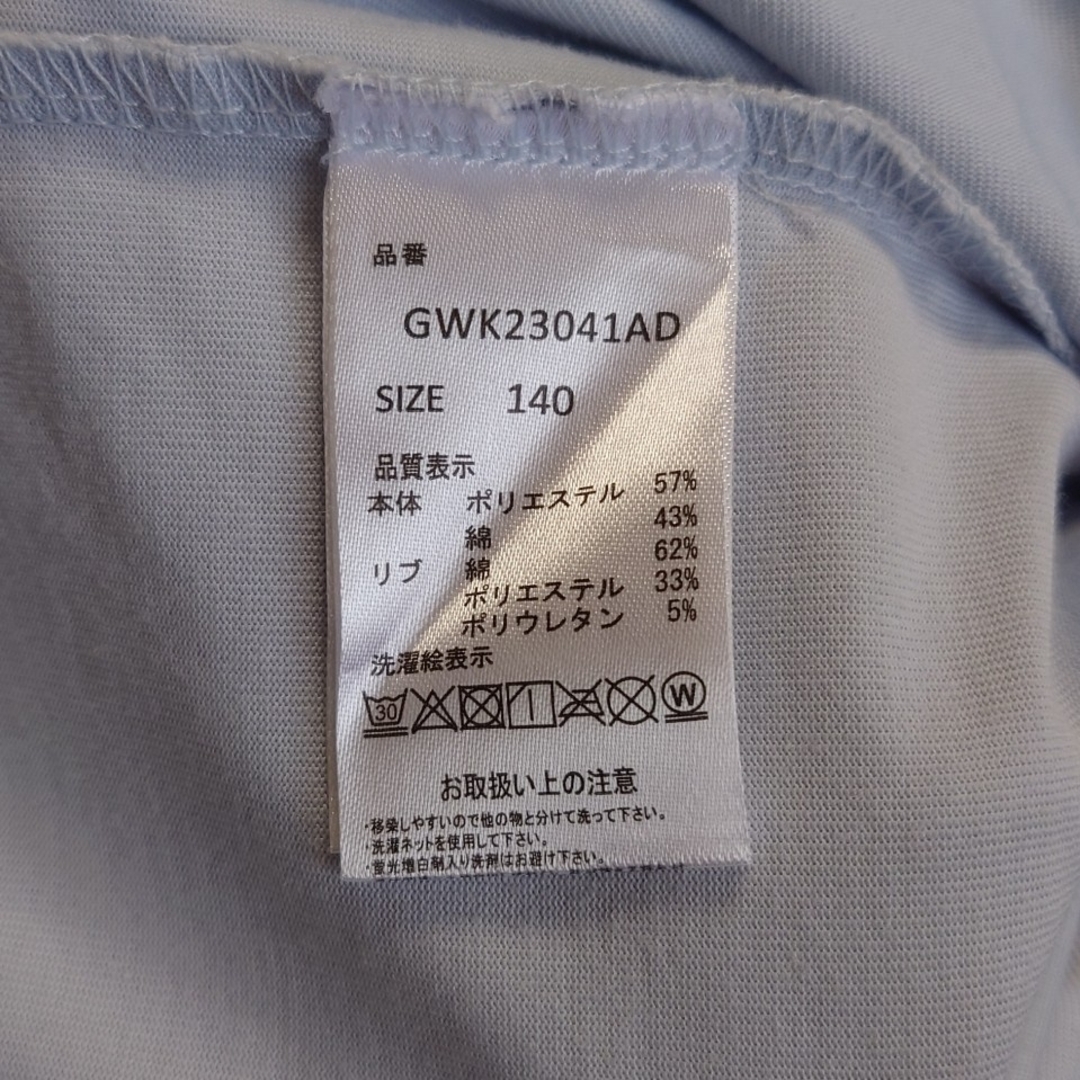 品番
GWK23041AD
SIZE 140
品質表示
本体 ポリエステル 57%
綿 43%
リブ 綿 62%
ポリエステル 33%
ポリウレタン 5%
洗濯絵表示
30 W
お取扱い上の注意
・移染しやすいので他の物と分けて洗って下さい。
・洗濯ネットを使用して下さい。
・蛍光増白剤入り洗剤はお避け下さい。